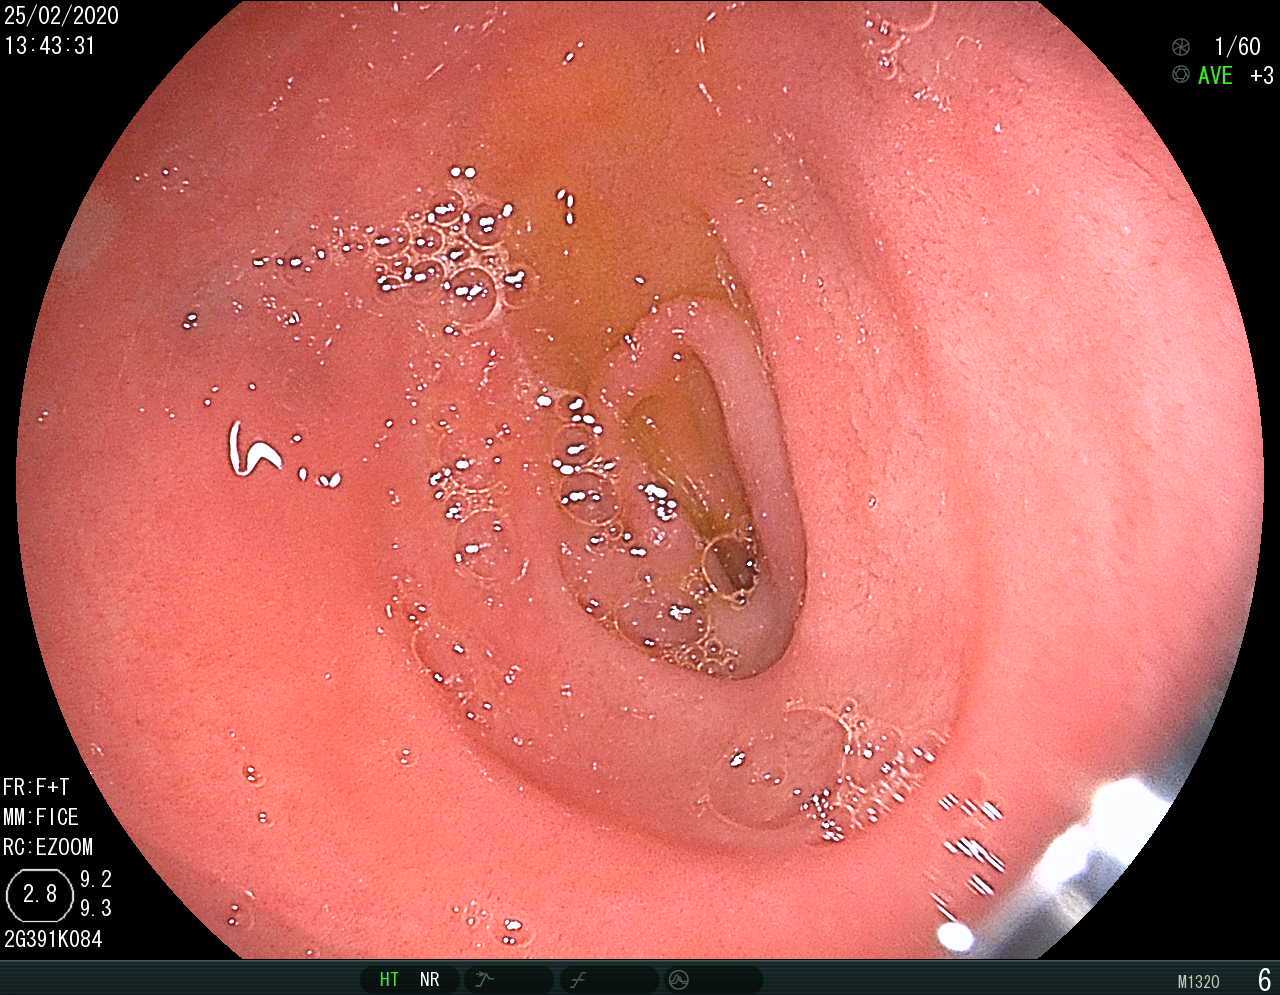 25/02/2020
13:43:31
1/60
AVE +3
FR:F+T
MM:FICE
RC:EZOOM
2.8 9.2
9.3
2G391K084
HT NR
M1320 6